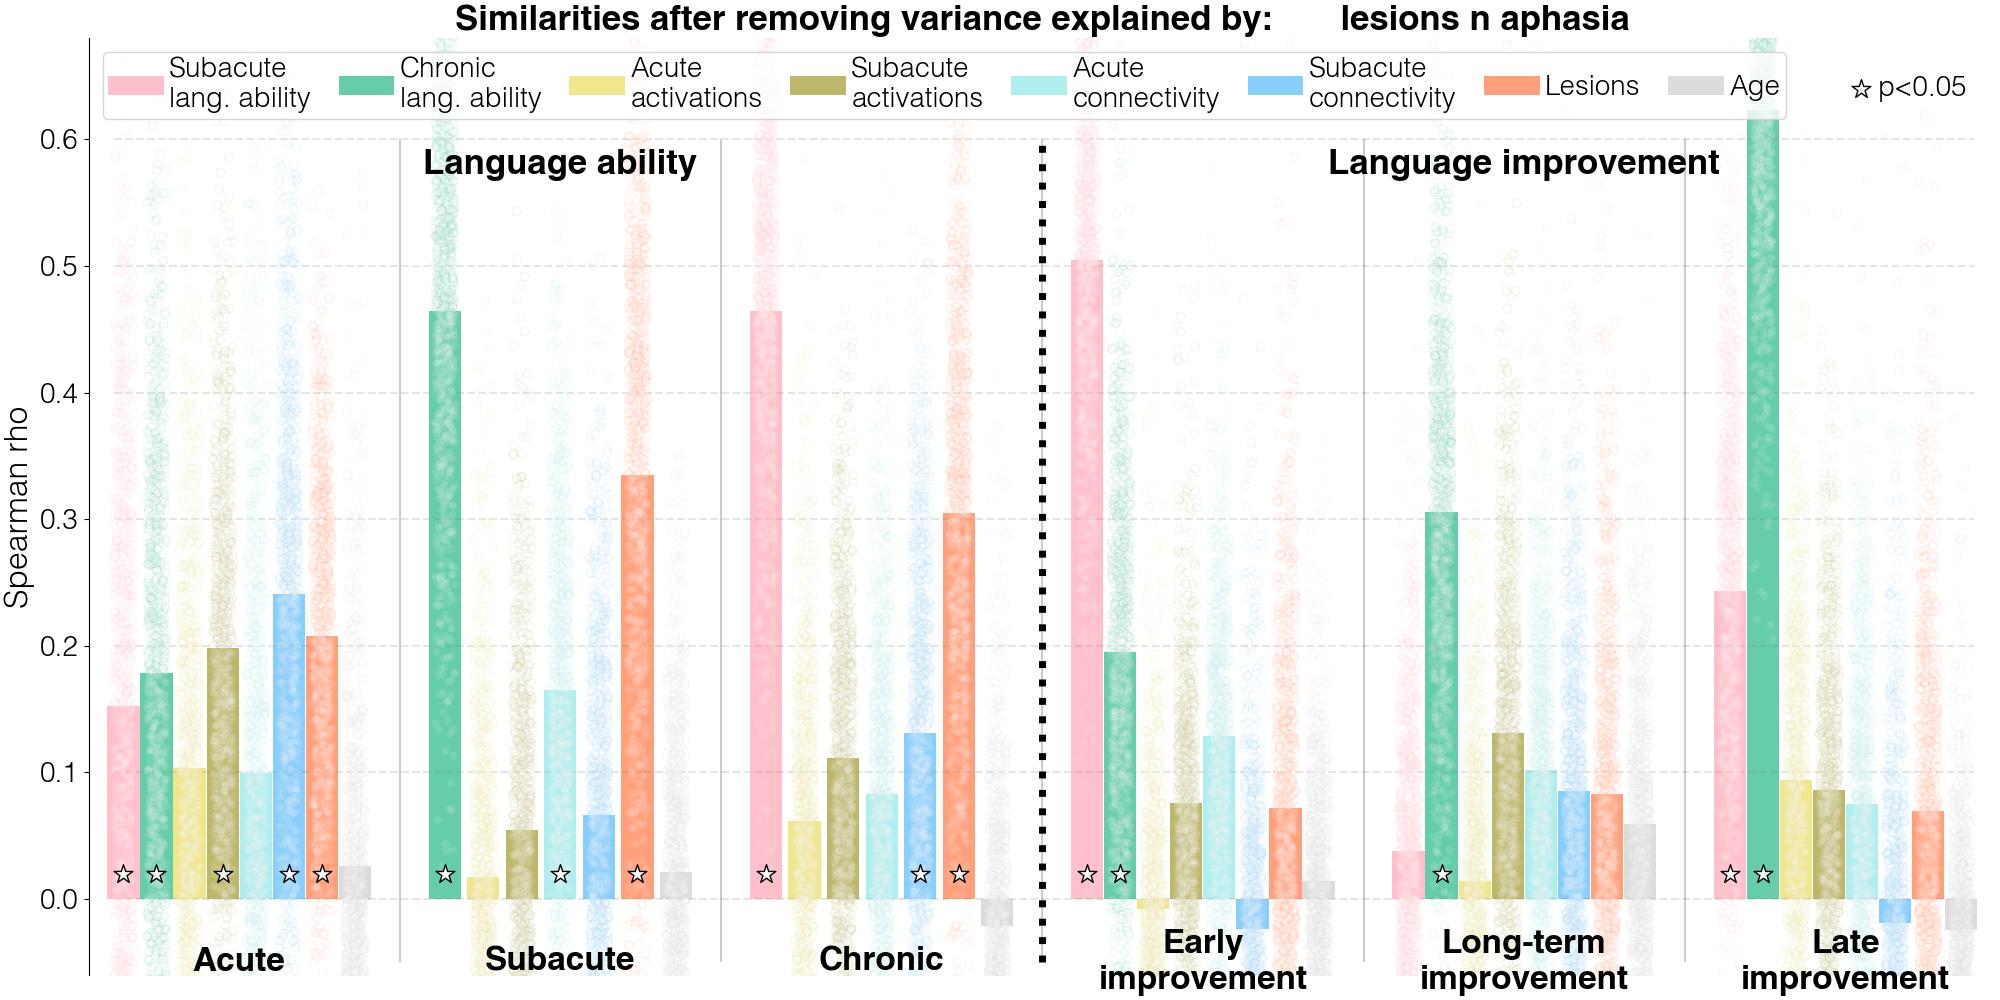 Similarities after removing variance explained by: lesions n aphasia
Subacute
lang. ability
Chronic
lang. ability
Acute
activations
Subacute
activations
Acute
connectivity
Subacute
connectivity
Lesions
Age
p<0.05
Language ability
Language improvement
Spearman rho
0.6
0.5
0.4
0.3
0.2
0.1
0.0
Acute
Subacute
Chronic
Early
improvement
Long-term
improvement
Late
improvement